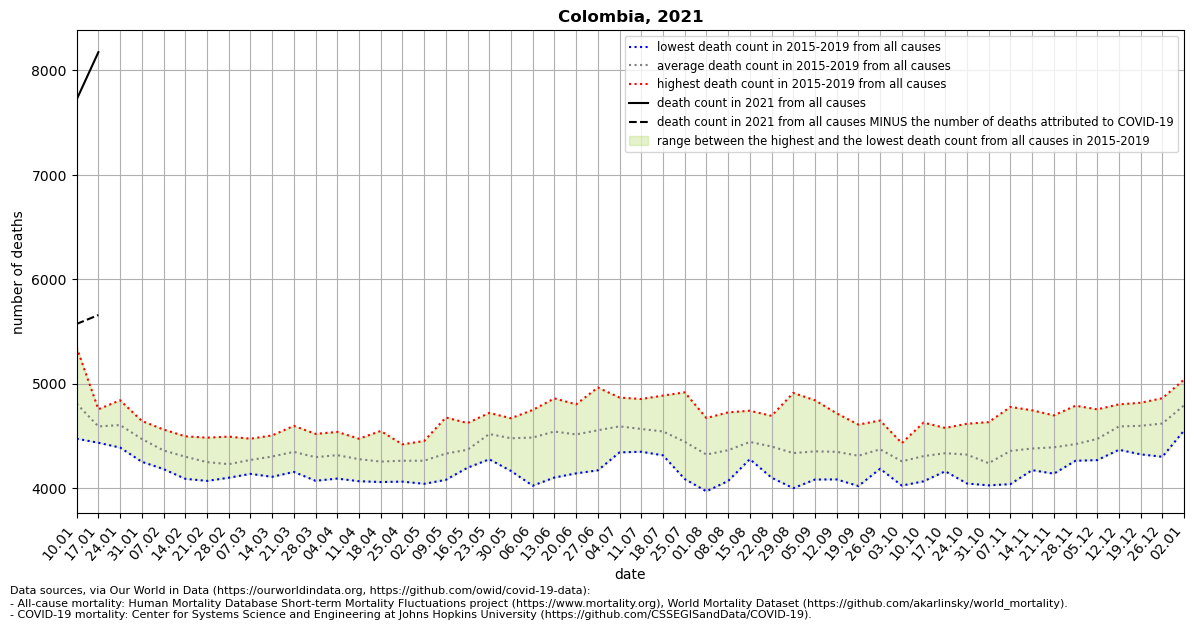 Colombia, 2021
lowest death count in 2015-2019 from all causes
average death count in 2015-2019 from all causes
highest death count in 2015-2019 from all causes
death count in 2021 from all causes
death count in 2021 from all causes MINUS the number of deaths attributed to COVID-19
range between the highest and the lowest death count from all causes in 2015-2019
number of deaths
8000
7000
6000
5000
4000
10.01 17.01 24.01 31.01 07.02 14.02 21.02 28.02 07.03 14.03 21.03 28.03 04.04 11.04 18.04 25.04 02.05 09.05 16.05 23.05 30.05 06.06 13.06 20.06 27.06 04.07 11.07 18.07 25.07 01.08 08.08 15.08 22.08 29.08 05.09 12.09 19.09 26.09 03.10 10.10 17.10 24.10 31.10 07.11 14.11 21.11 28.11 05.12 12.12 19.12 26.12 02.01
date
Data sources, via Our World in Data (https://ourworldindata.org, https://github.com/owid/covid-19-data):
- All-cause mortality: Human Mortality Database Short-term Mortality Fluctuations project (https://www.mortality.org), World Mortality Dataset (https://github.com/akarlinsky/world_mortality).
- COVID-19 mortality: Center for Systems Science and Engineering at Johns Hopkins University (https://github.com/CSSEGISandData/COVID-19).